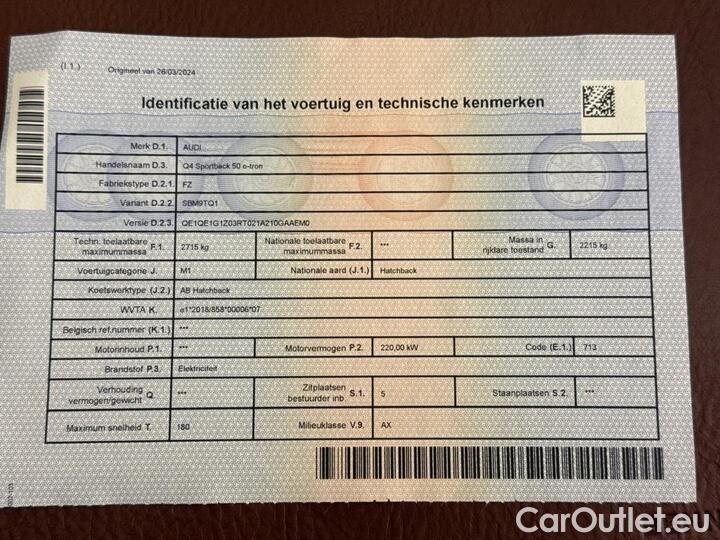 (I.1.)
Origineel van 26/03/2024
Identificatie van het voertuig en technische kenmerken
Merk D.1. AUDI
Handelsnaam D.3. Q4 Sportback 50 e-tron
Fabriekstype D.2.1. FZ
Variant D.2.2. SBM9TQ1
Versie D.2.3. QE1QE1G1Z03RT021A210GAAEM0
Techn. toelaatbare maximummassa F.1. 2715 kg Nationale toelaatbare maximummassa F.2. *** Massa in rijklare toestand G. 2215 kg
Voertuigcategorie J. M1 Nationale aard (J.1.) Hatchback
Koetswerktype (J.2.) AB Hatchback
WVTA K. e1*2018/858*00006*07
Belgisch ref.nummer (K.1.) ***
Motorinhoud P.1. *** Motorvermogen P.2. 220,00 kW Code (E.1.) 713
Brandstof P.3. Elektriciteit
Verhouding vermogen/gewicht Q. *** Zitplaatsen bestuurder inb. S.1. 5 Staanplaatsen S.2. ***
Maximum snelheid T. 180 Milieuklasse V.9. AX
CarOutlet.eu